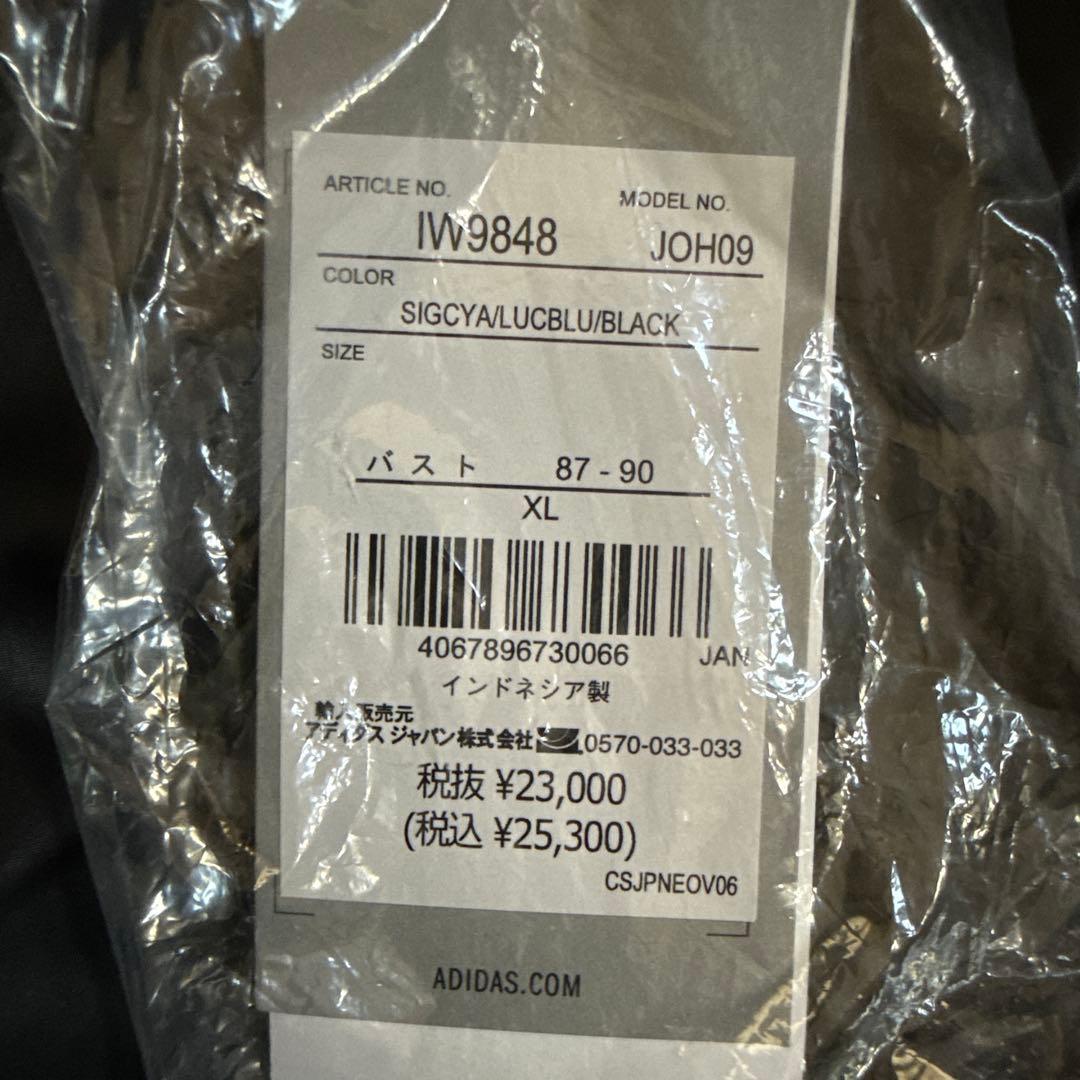 ARTICLE NO.
MODEL NO.
IW9848
JOH09
COLOR
SIGCYA/LUCBLU/BLACK
SIZE
バスト 87 - 90
XL
4067896730066 JAN
インドネシア製
輸入販売元
アディダス ジャパン株式会社 0570-033-033
税抜 ¥23,000
(税込 ¥25,300)
CSJPNEOV06
ADIDAS.COM